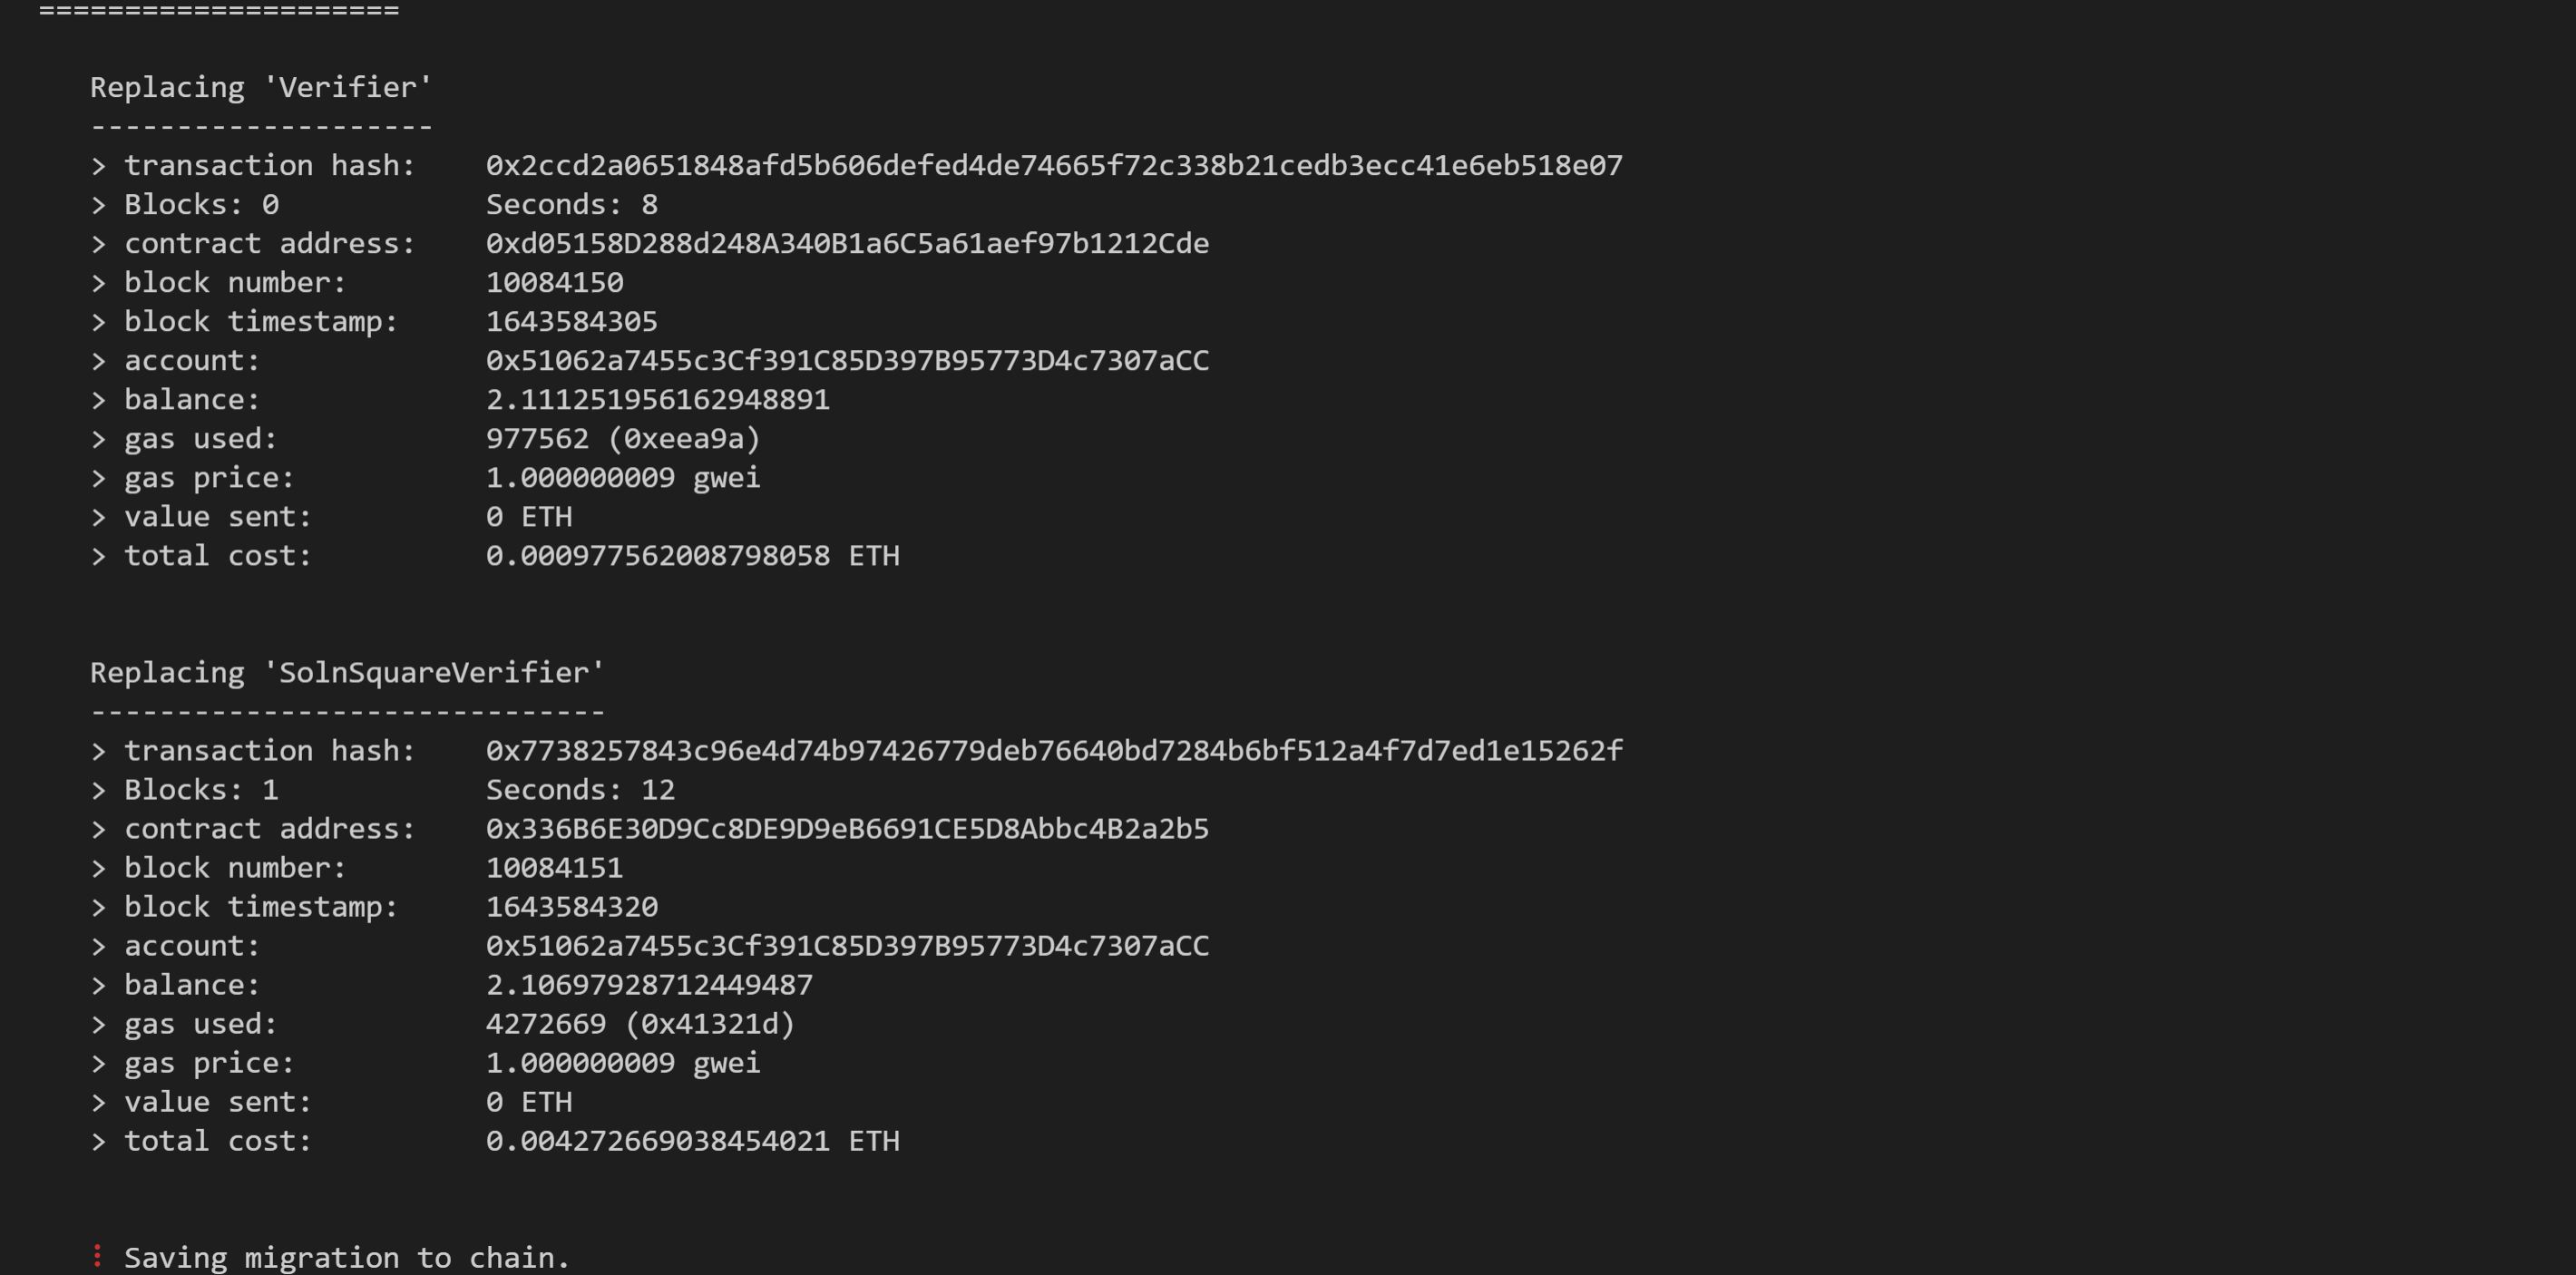 =====================
Replacing 'Verifier'
--------------------
> transaction hash:    0x2ccd2a0651848afd5b606defed4de74665f72c338b21cedb3ecc41e6eb518e07
> Blocks: 0            Seconds: 8
> contract address:    0xd05158D288d248A340B1a6C5a61aef97b1212Cde
> block number:        10084150
> block timestamp:     1643584305
> account:             0x51062a7455c3Cf391C85D397B95773D4c7307aCC
> balance:             2.111251956162948891
> gas used:            977562 (0xeea9a)
> gas price:           1.000000009 gwei
> value sent:          0 ETH
> total cost:          0.000977562008798058 ETH
Replacing 'SolnSquareVerifier'
------------------------------
> transaction hash:    0x7738257843c96e4d74b97426779deb76640bd7284b6bf512a4f7d7ed1e15262f
> Blocks: 1            Seconds: 12
> contract address:    0x336B6E30D9Cc8DE9D9eB6691CE5D8Abbc4B2a2b5
> block number:        10084151
> block timestamp:     1643584320
> account:             0x51062a7455c3Cf391C85D397B95773D4c7307aCC
> balance:             2.10697928712449487
> gas used:            4272669 (0x41321d)
> gas price:           1.000000009 gwei
> value sent:          0 ETH
> total cost:          0.004272669038454021 ETH
⠇ Saving migration to chain.